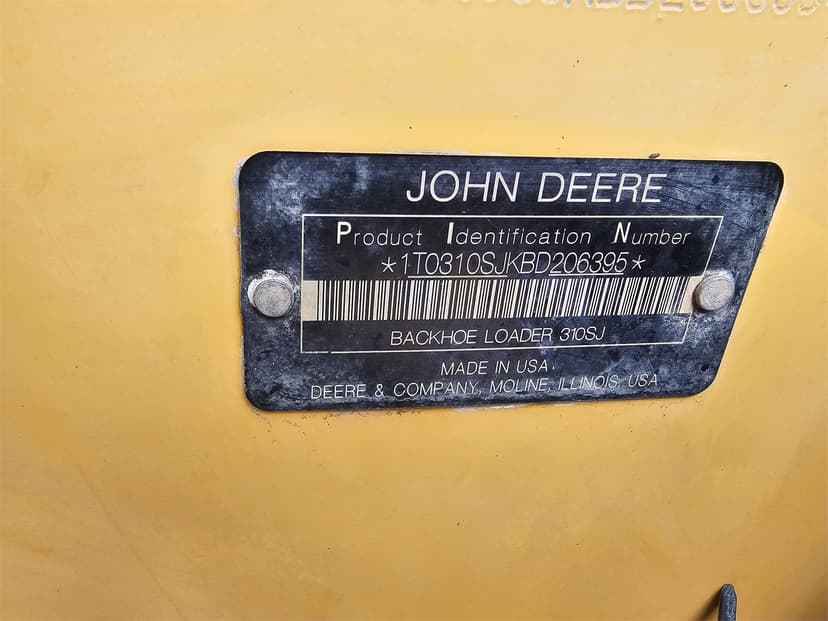 JOHN DEERE
Product Identification Number
*1T0310SJKBD206395*
BACKHOE LOADER 310SJ
MADE IN USA
DEERE & COMPANY, MOLINE, ILLINOIS, USA